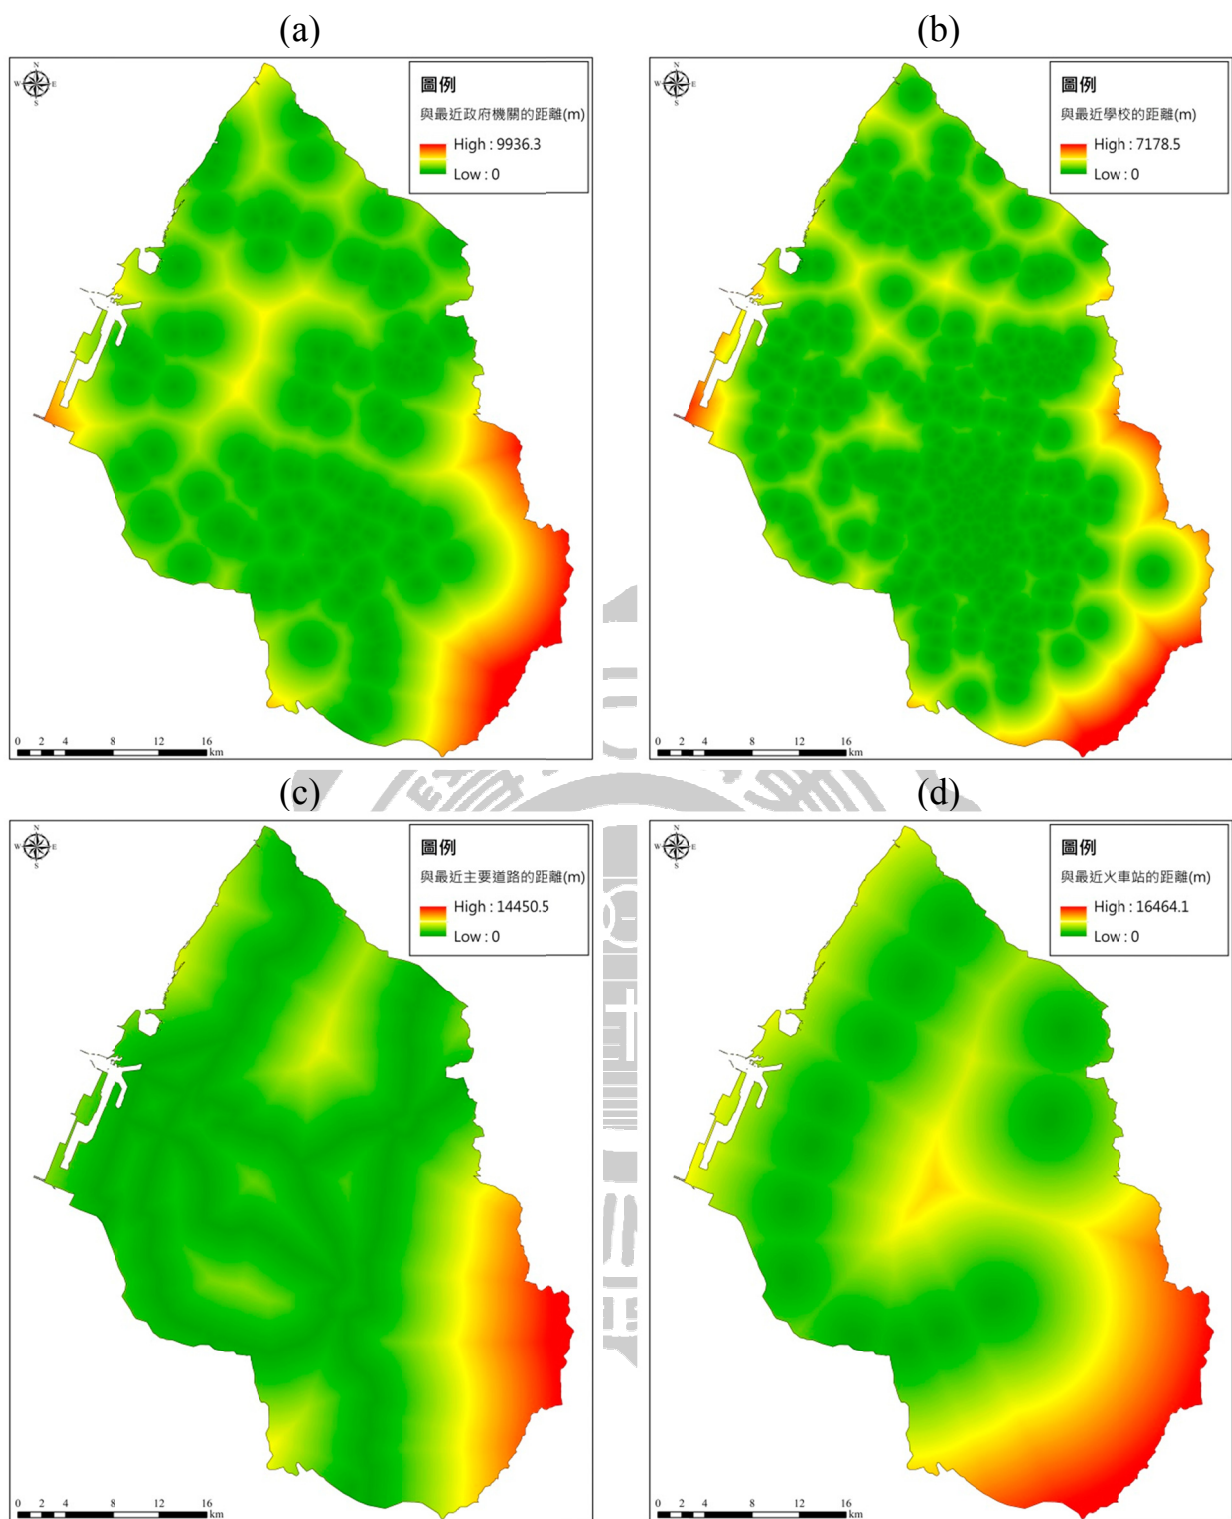 (a)
N
W E
S
圖例
與最近政府機關的距離(m)
High : 9936.3
Low : 0
0 2 4 8 12 16
km
(b)
N
W E
S
圖例
與最近學校的距離(m)
High : 7178.5
Low : 0
0 2 4 8 12 16
km
(c)
N
W E
S
圖例
與最近主要道路的距離(m)
High : 14450.5
Low : 0
0 2 4 8 12 16
km
(d)
N
W E
S
圖例
與最近火車站的距離(m)
High : 16464.1
Low : 0
0 2 4 8 12 16
km